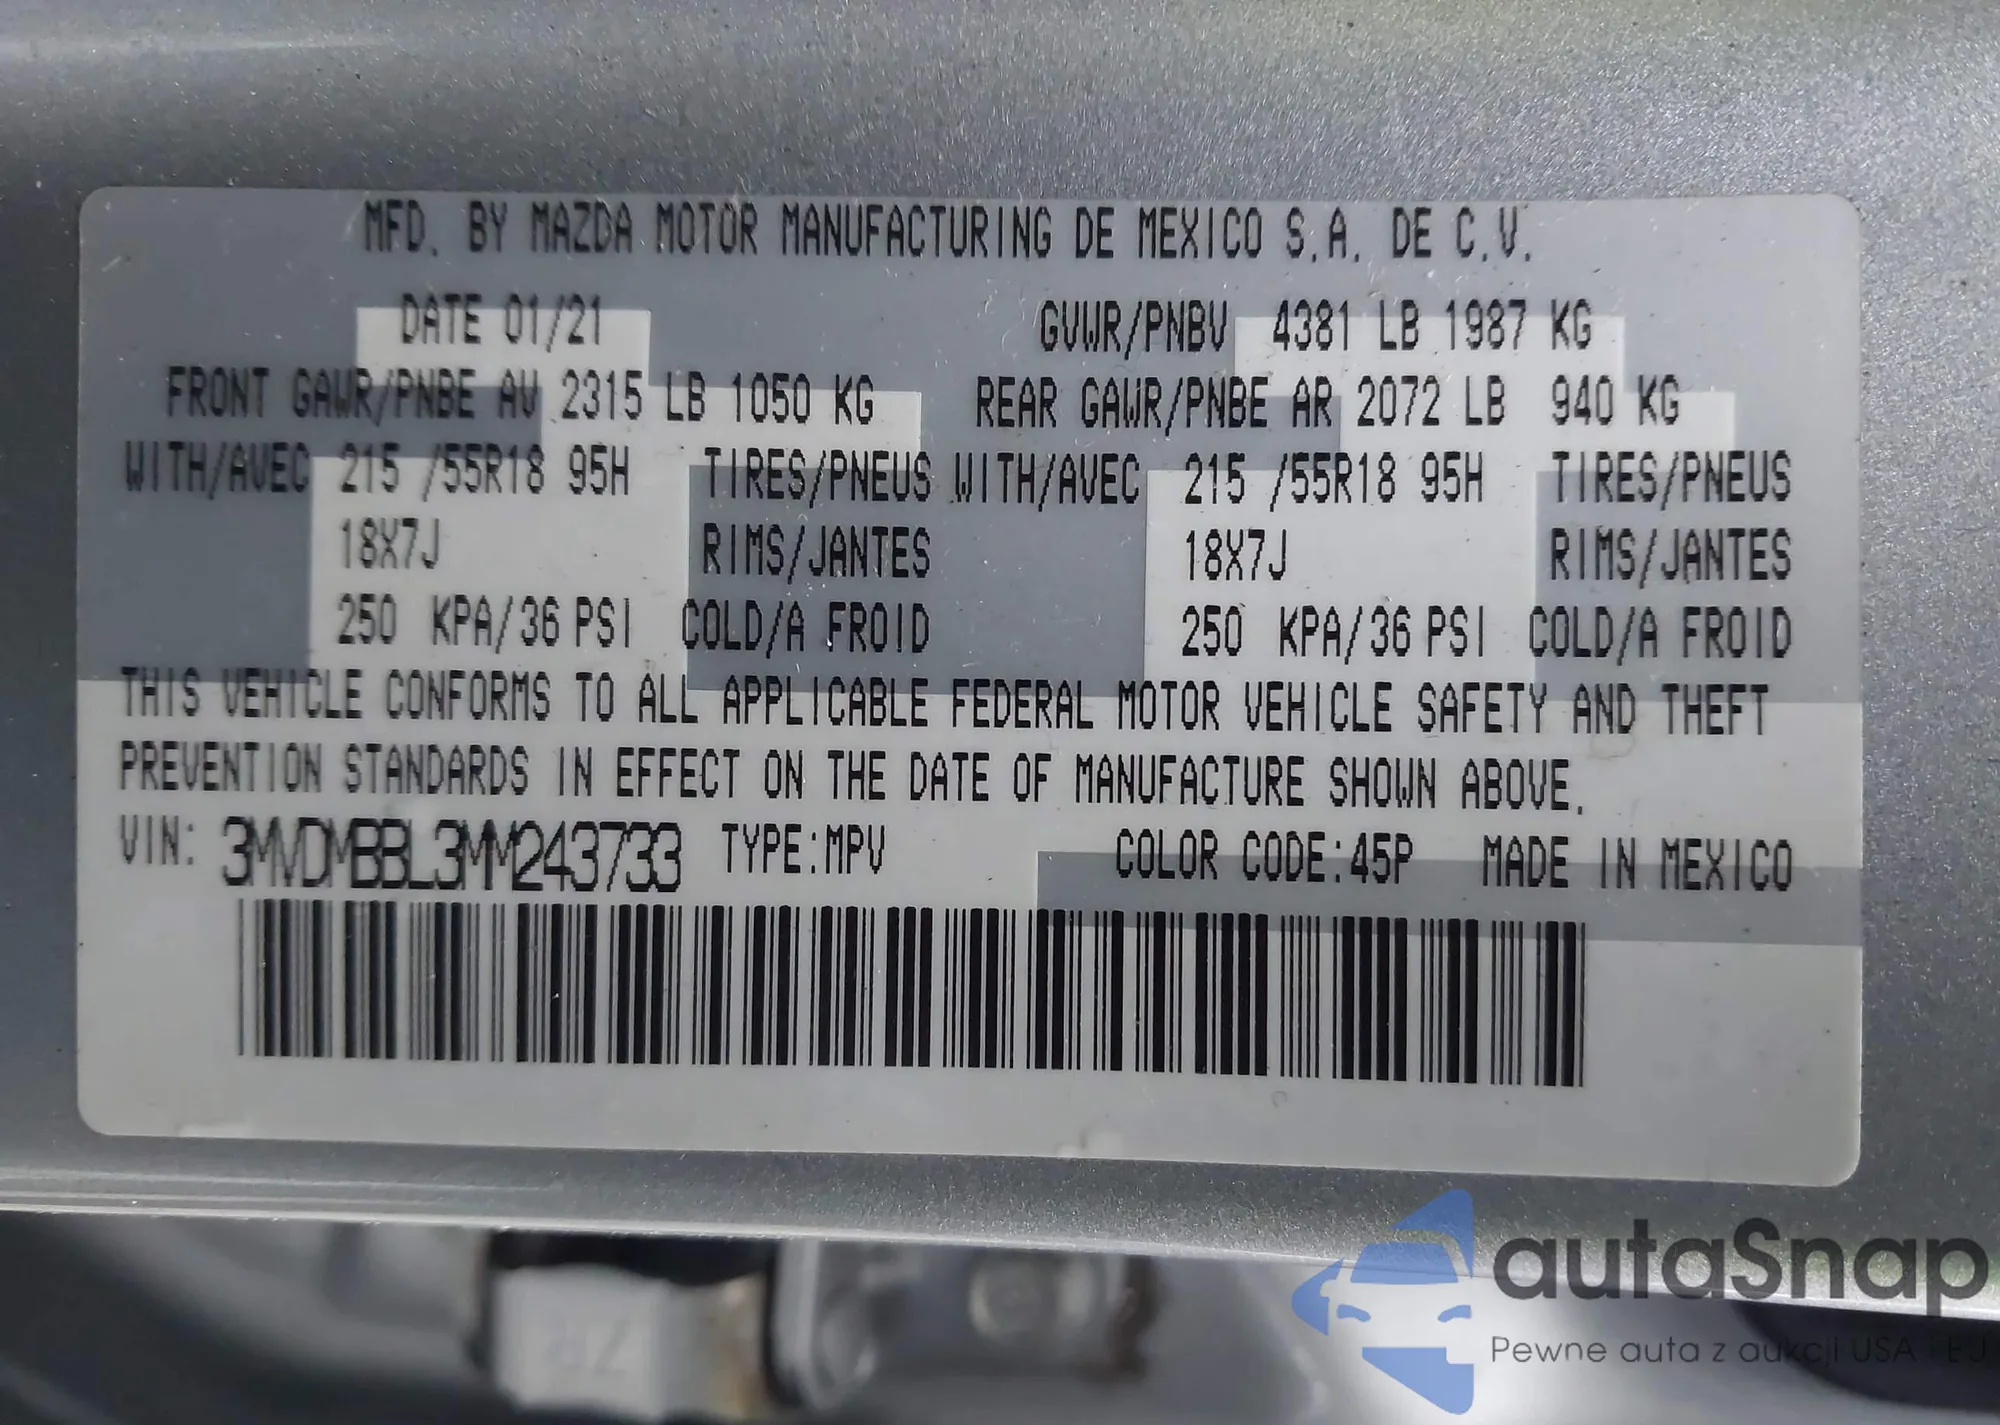 MFD. BY MAZDA MOTOR MANUFACTURING DE MEXICO S.A. DE C.V.
DATE 01/21 GVWR/PNBV 4381 LB 1987 KG
FRONT GAWR/PNBE AV 2315 LB 1050 KG REAR GAWR/PNBE AR 2072 LB 940 KG
WITH/AVEC 215 /55R18 95H TIRES/PNEUS WITH/AVEC 215 /55R18 95H TIRES/PNEUS
18X7J RIMS/JANTES 18X7J RIMS/JANTES
250 KPA/36 PSI COLD/A FROID 250 KPA/36 PSI COLD/A FROID
THIS VEHICLE CONFORMS TO ALL APPLICABLE FEDERAL MOTOR VEHICLE SAFETY AND THEFT
PREVENTION STANDARDS IN EFFECT ON THE DATE OF MANUFACTURE SHOWN ABOVE.
VIN: 3MVDMBBL3MM243733 TYPE:MPV COLOR CODE:45P MADE IN MEXICO
autaSnap
Pewne auta z aukcji USA i EJ